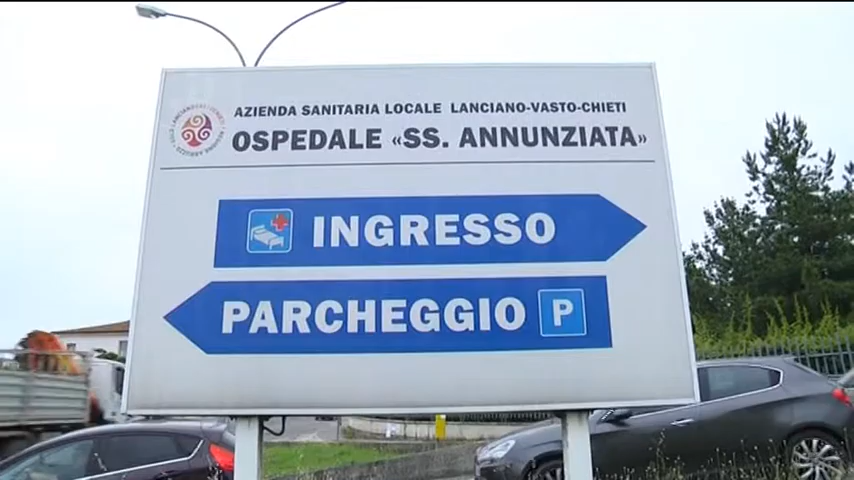 AZIENDA SANITARIA LOCALE LANCIANO-VASTO-CHIETI
OSPEDALE «SS. ANNUNZIATA»
INGRESSO
PARCHEGGIO P